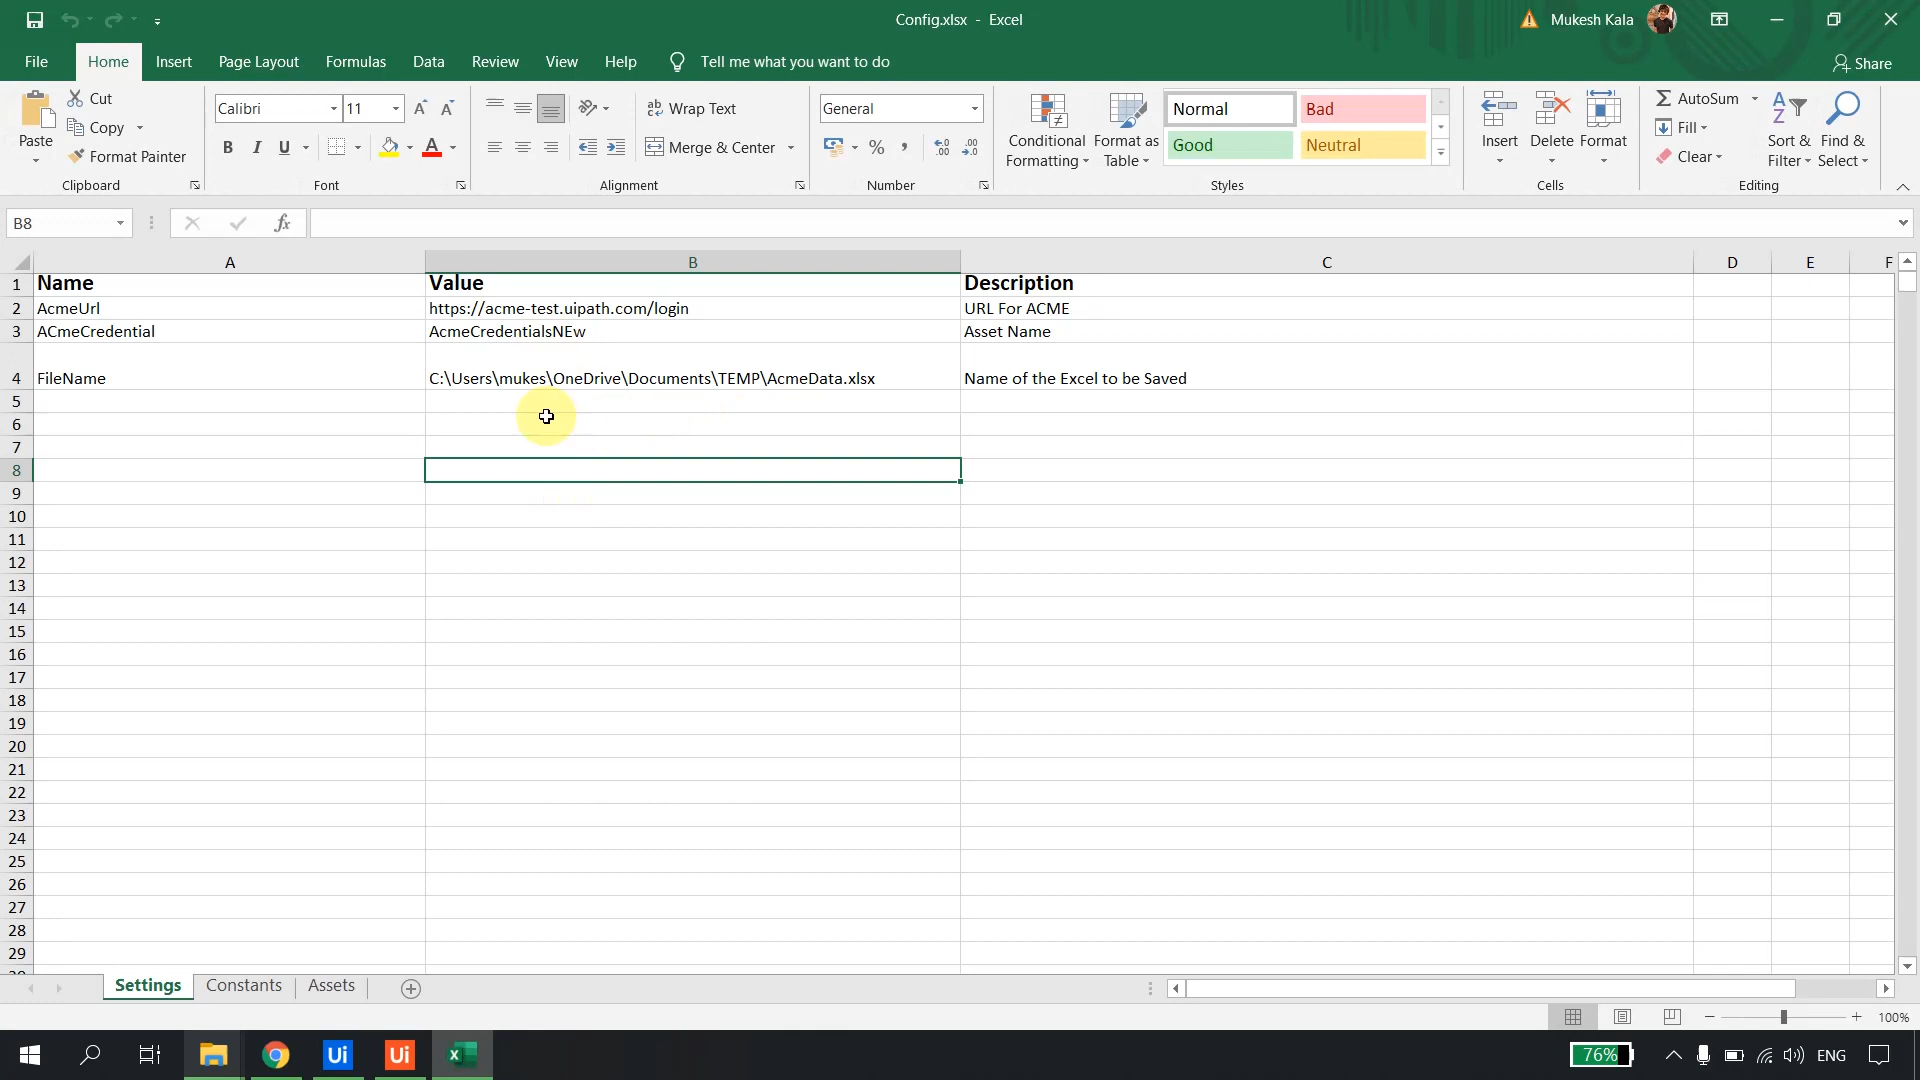 Config.xlsx - Excel
Mukesh Kala
File Home Insert Page Layout Formulas Data Review View Help Tell me what you want to do Share
Paste
Cut
Copy
Format Painter
Clipboard
Calibri 11
B I U A
Font
Wrap Text
Merge & Center
Alignment
General
% ,
Number
Conditional Formatting
Format as Table
Normal Bad
Good Neutral
Styles
Insert Delete Format
Cells
AutoSum
Fill
Clear
Sort & Filter
Find & Select
Editing
B8 fx
A B C D E F
1 Name Value Description
2 AcmeUrl https://acme-test.uipath.com/login URL For ACME
3 ACmeCredential AcmeCredentialsNEw Asset Name
4 FileName C:\Users\mukes\OneDrive\Documents\TEMP\AcmeData.xlsx Name of the Excel to be Saved
5
6
7
8
9
10
11
12
13
14
15
16
17
18
19
20
21
22
23
24
25
26
27
28
29
Settings Constants Assets
100%
Ui Ui 76% ENG